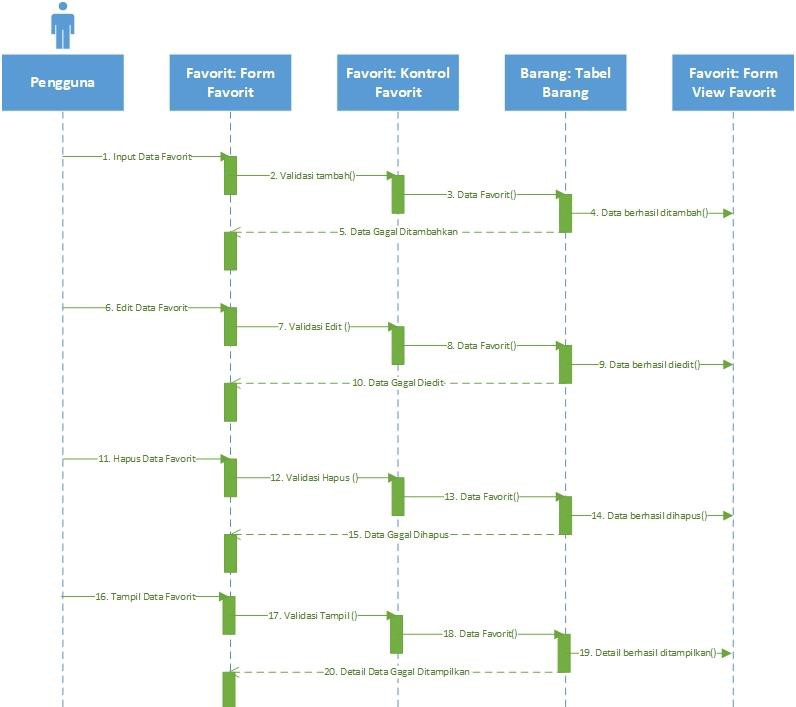 Pengguna
Favorit: Form
Favorit
Favorit: Kontrol
Favorit
Barang: Tabel
Barang
Favorit: Form
View Favorit
1. Input Data Favorit
2. Validasi tambah()
3. Data Favorit()
4. Data berhasil ditambah()
5. Data Gagal Ditambahkan
6. Edit Data Favorit
7. Validasi Edit ()
8. Data Favorit()
9. Data berhasil diedit()
10. Data Gagal Diedit
11. Hapus Data Favorit
12. Validasi Hapus ()
13. Data Favorit()
14. Data berhasil dihapus()
15. Data Gagal Dihapus
16. Tampil Data Favorit
17. Validasi Tampil ()
18. Data Favorit()
19. Detail berhasil ditampilkan()
20. Detail Data Gagal Ditampilkan